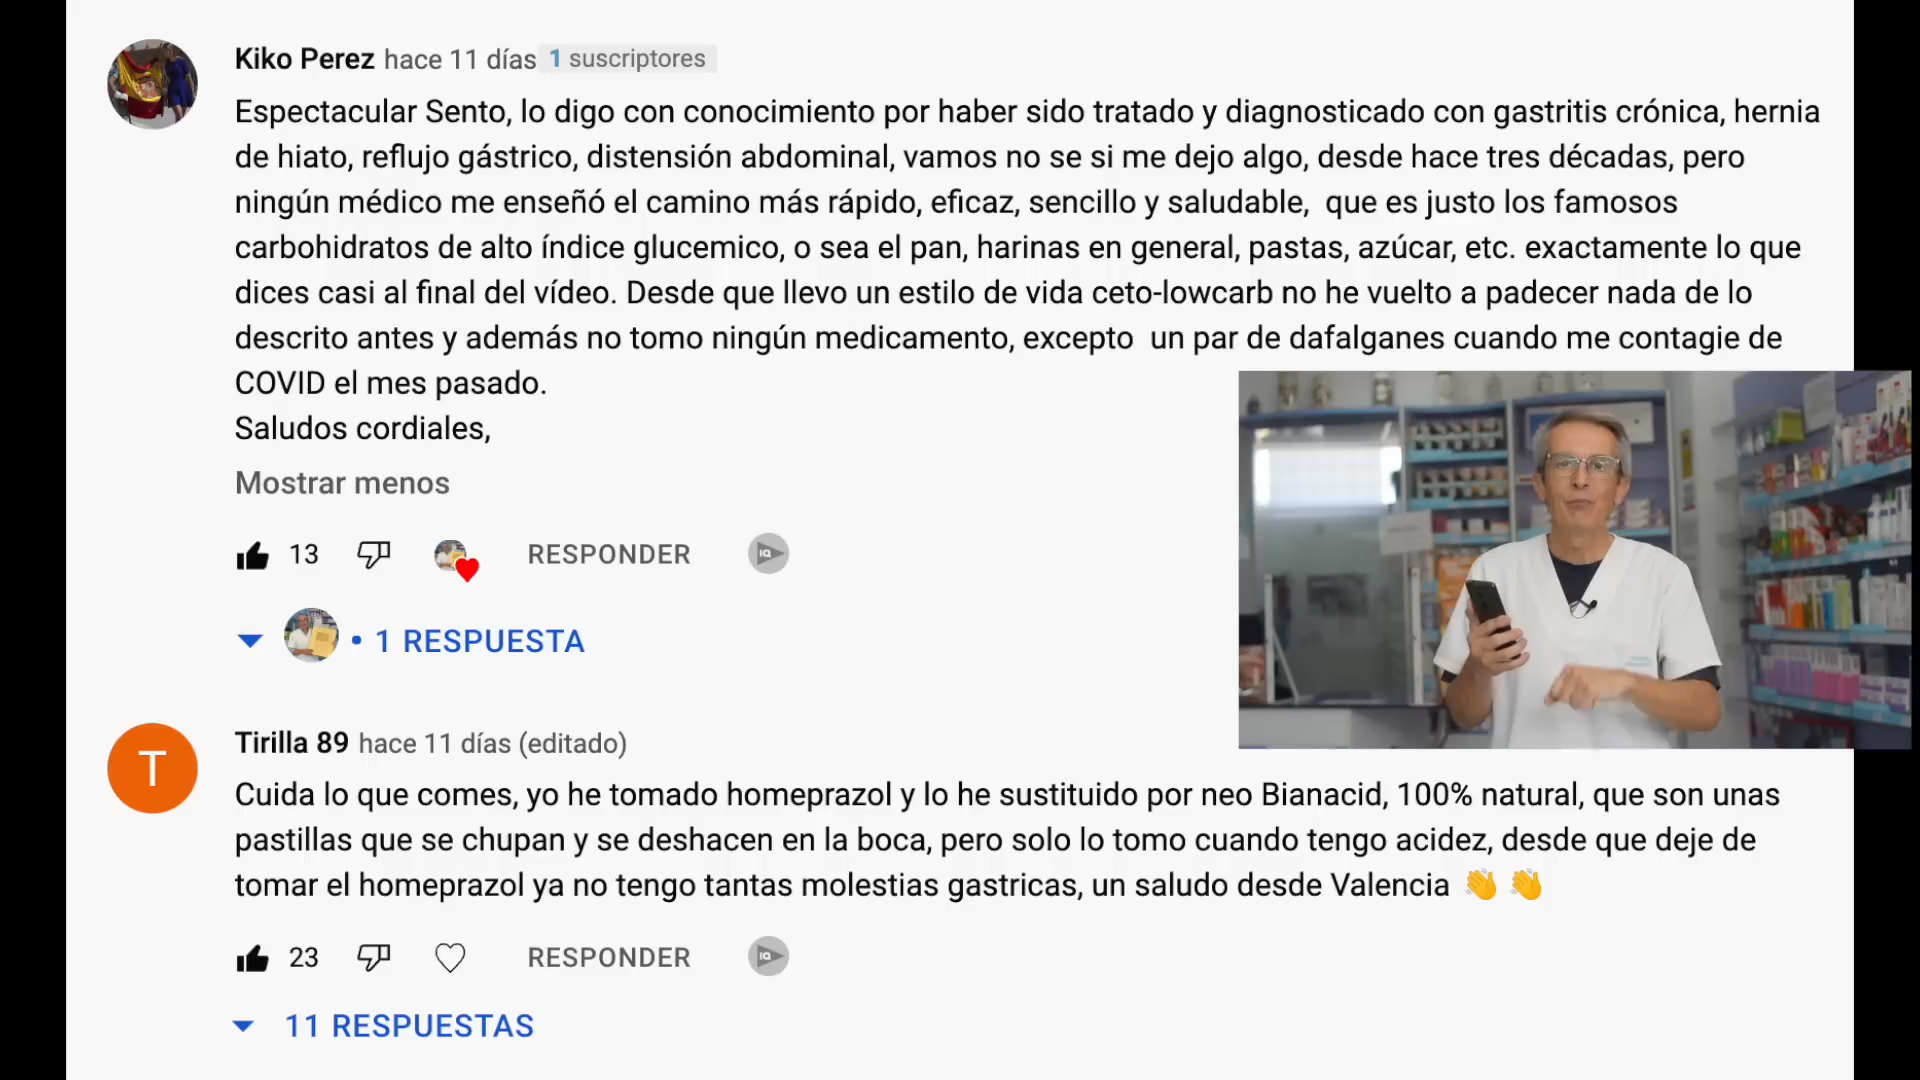 Kiko Perez hace 11 días 1 suscriptores
Espectacular Sento, lo digo con conocimiento por haber sido tratado y diagnosticado con gastritis crónica, hernia
de hiato, reflujo gástrico, distensión abdominal, vamos no se si me dejo algo, desde hace tres décadas, pero
ningún médico me enseñó el camino más rápido, eficaz, sencillo y saludable, que es justo los famosos
carbohidratos de alto índice glucemico, o sea el pan, harinas en general, pastas, azúcar, etc. exactamente lo que
dices casi al final del vídeo. Desde que llevo un estilo de vida ceto-lowcarb no he vuelto a padecer nada de lo
descrito antes y además no tomo ningún medicamento, excepto un par de dafalganes cuando me contagie de
COVID el mes pasado.
Saludos cordiales,
Mostrar menos
13 RESPONDER IQ
• 1 RESPUESTA
T
Tirilla 89 hace 11 días (editado)
Cuida lo que comes, yo he tomado homeprazol y lo he sustituido por neo Bianacid, 100% natural, que son unas
pastillas que se chupan y se deshacen en la boca, pero solo lo tomo cuando tengo acidez, desde que deje de
tomar el homeprazol ya no tengo tantas molestias gastricas, un saludo desde Valencia 👋 👋
23 RESPONDER IQ
11 RESPUESTAS